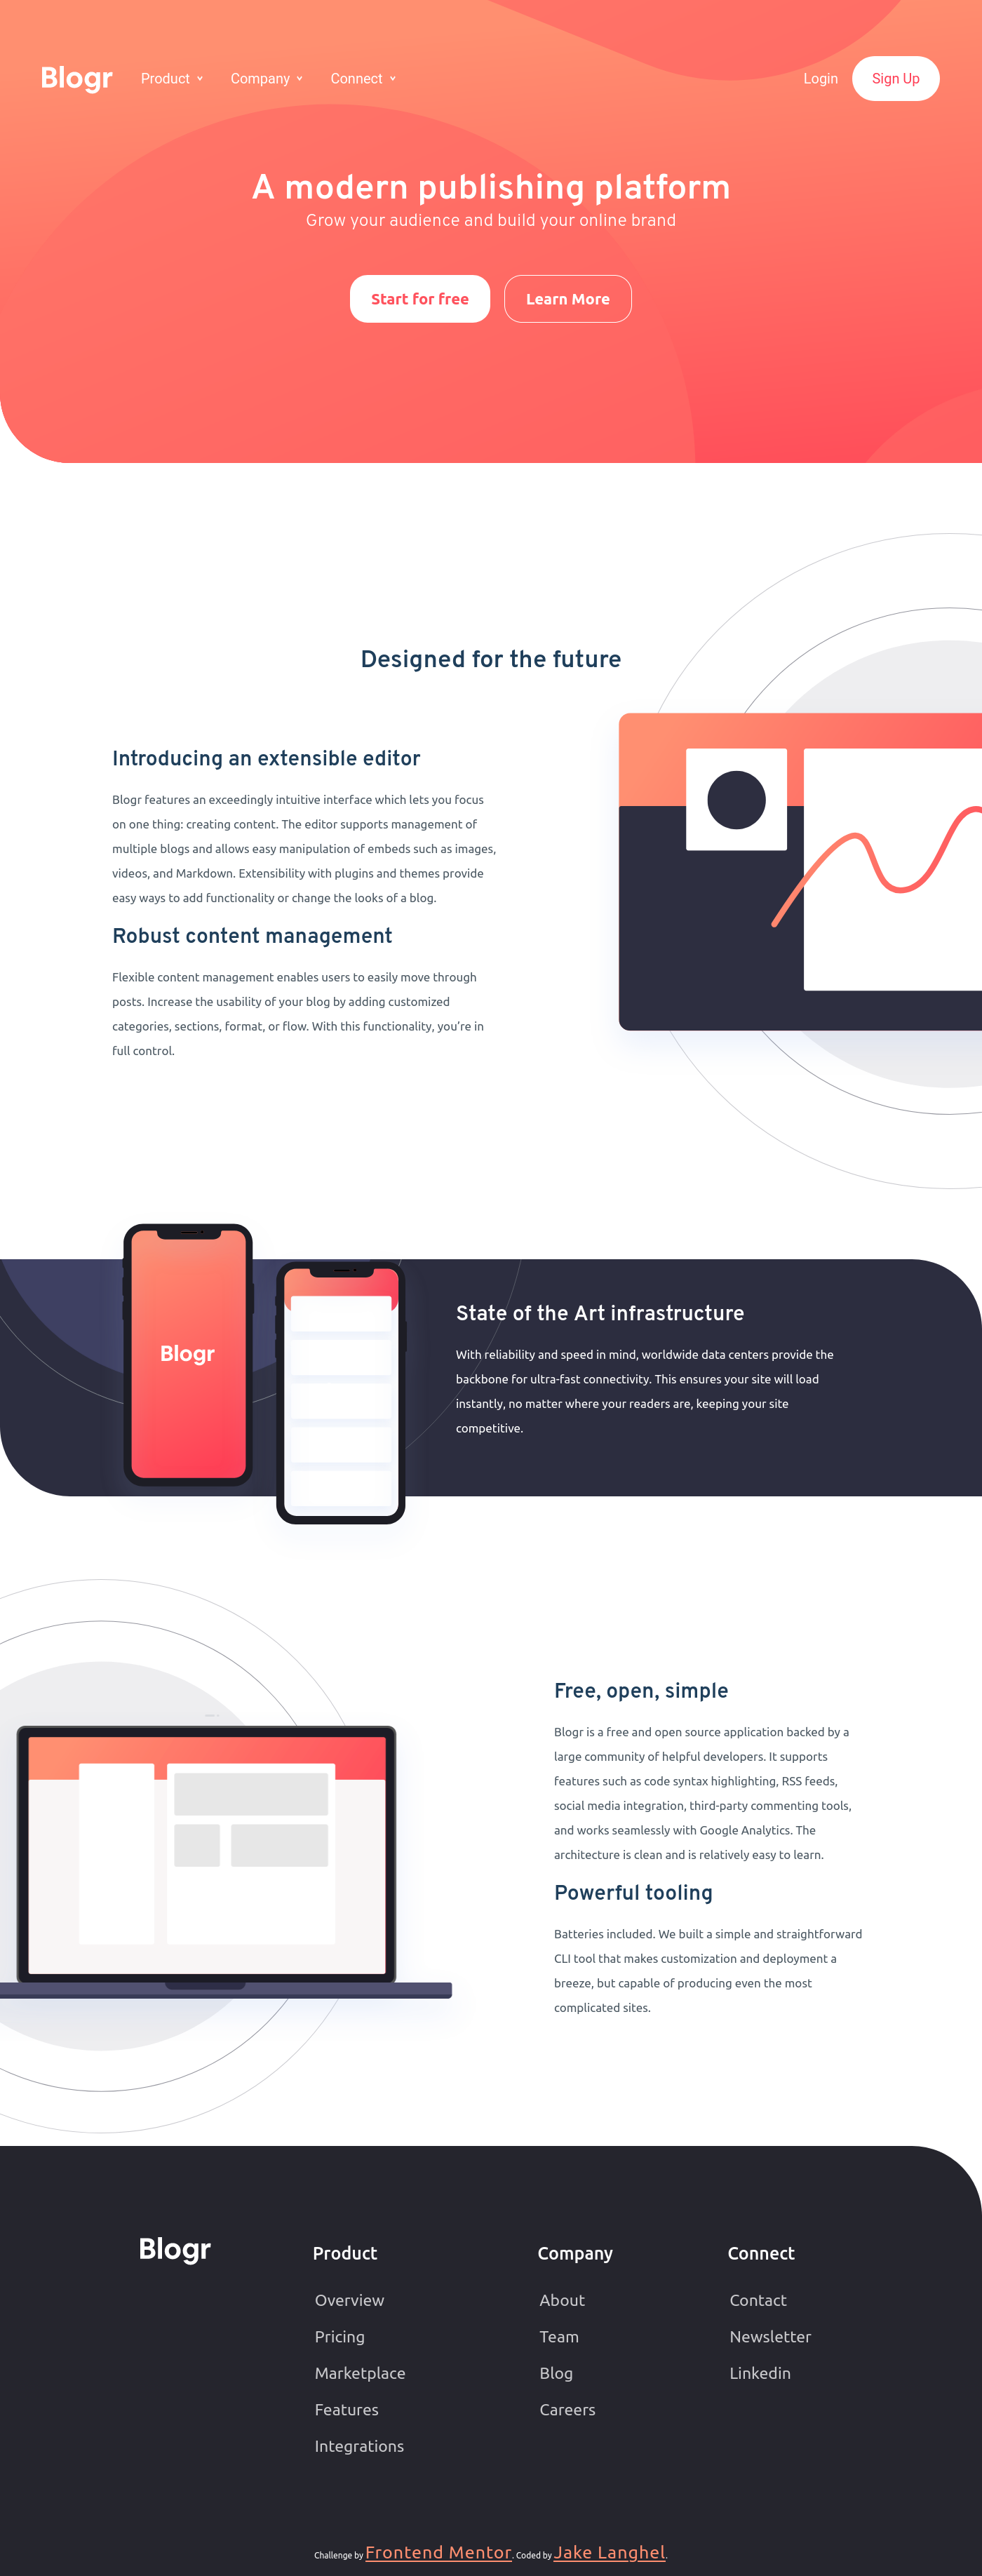 Blogr Product Company Connect Login Sign Up
A modern publishing platform
Grow your audience and build your online brand
Start for free Learn More
Designed for the future
Introducing an extensible editor
Blogr features an exceedingly intuitive interface which lets you focus
on one thing: creating content. The editor supports management of
multiple blogs and allows easy manipulation of embeds such as images,
videos, and Markdown. Extensibility with plugins and themes provide
easy ways to add functionality or change the looks of a blog.
Robust content management
Flexible content management enables users to easily move through
posts. Increase the usability of your blog by adding customized
categories, sections, format, or flow. With this functionality, you're in
full control.
Blogr
State of the Art infrastructure
With reliability and speed in mind, worldwide data centers provide the
backbone for ultra-fast connectivity. This ensures your site will load
instantly, no matter where your readers are, keeping your site
competitive.
Free, open, simple
Blogr is a free and open source application backed by a
large community of helpful developers. It supports
features such as code syntax highlighting, RSS feeds,
social media integration, third-party commenting tools,
and works seamlessly with Google Analytics. The
architecture is clean and is relatively easy to learn.
Powerful tooling
Batteries included. We built a simple and straightforward
CLI tool that makes customization and deployment a
breeze, but capable of producing even the most
complicated sites.
Blogr
Product
Overview
Pricing
Marketplace
Features
Integrations
Company
About
Team
Blog
Careers
Connect
Contact
Newsletter
Linkedin
Challenge by Frontend Mentor. Coded by Jake Langhel.